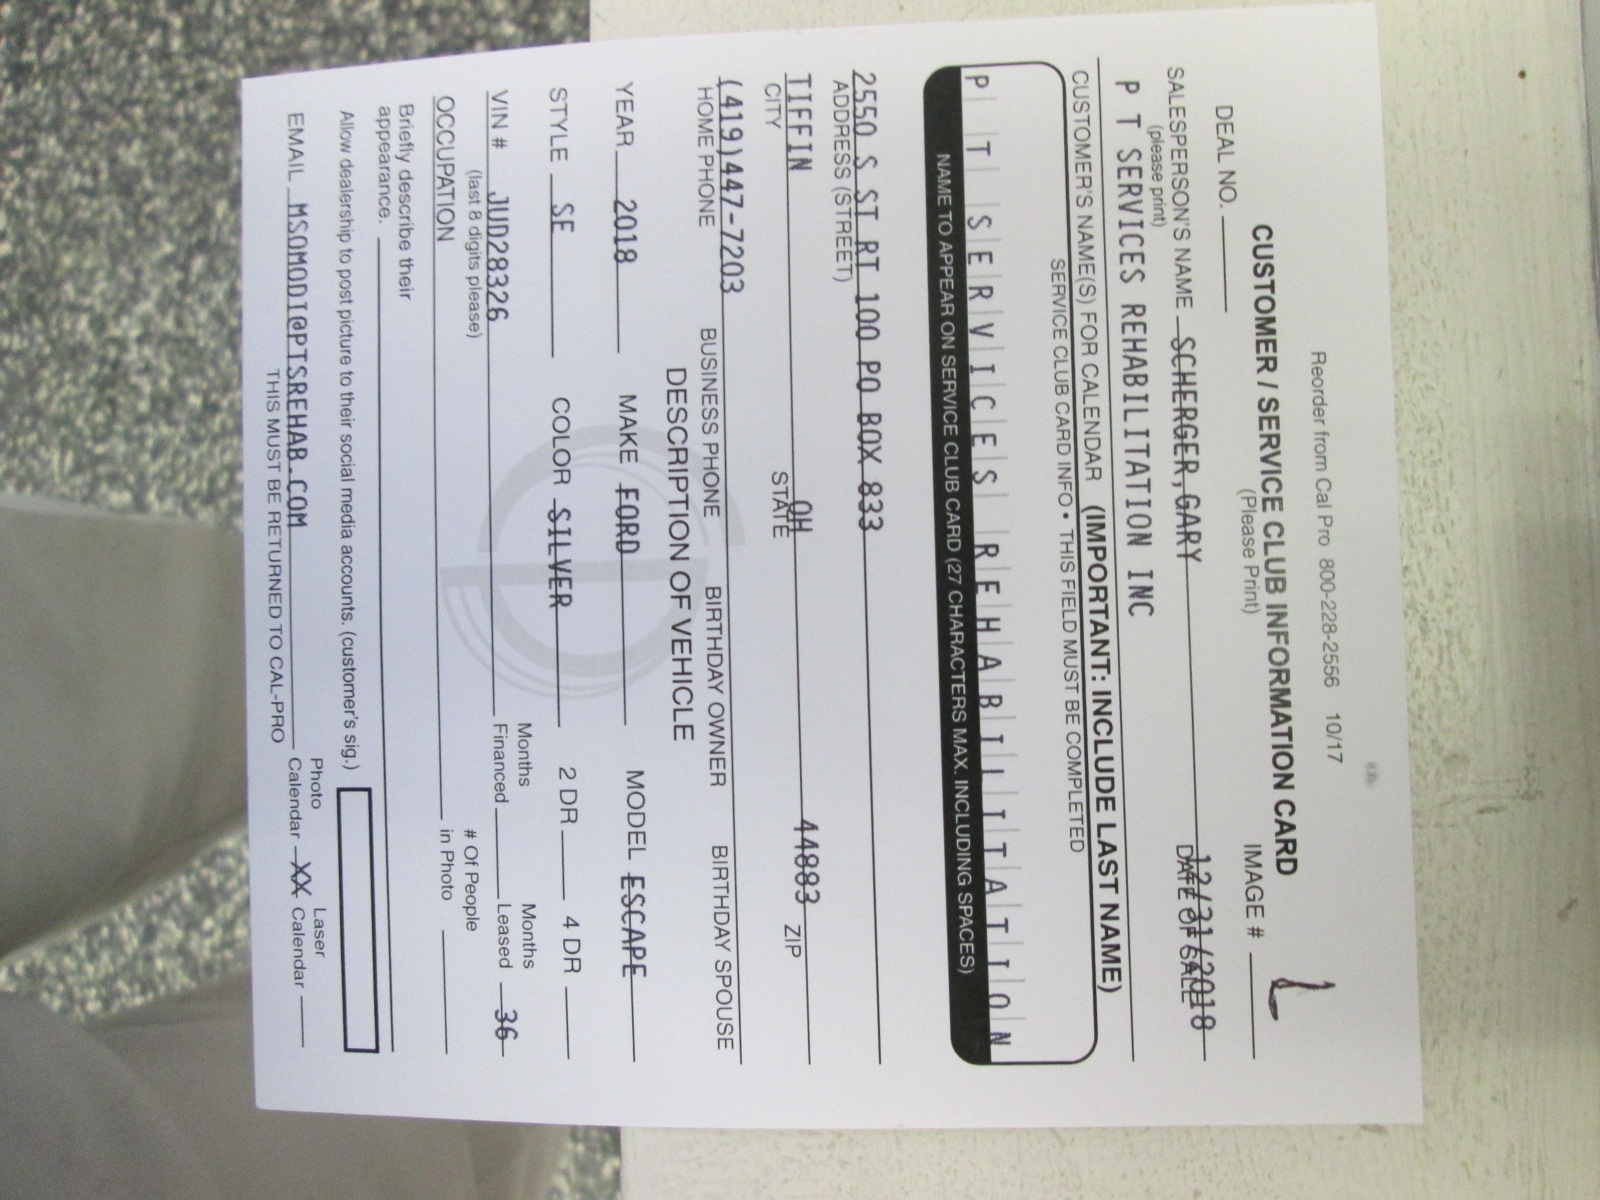 Reorder from Cal Pro 800-228-2556 10/17
CUSTOMER / SERVICE CLUB INFORMATION CARD
(Please Print)
DEAL NO.
IMAGE #
12/31/2018
SALESPERSON'S NAME SCHERGER,GARY DATE OF SALE
(please print)
P T SERVICES REHABILITATION INC
CUSTOMER'S NAME(S) FOR CALENDAR (IMPORTANT: INCLUDE LAST NAME)
SERVICE CLUB CARD INFO • THIS FIELD MUST BE COMPLETED
P T SERVICES REHABILITATION
NAME TO APPEAR ON SERVICE CLUB CARD (27 CHARACTERS MAX. INCLUDING SPACES)
2550 S ST RT 100 PO BOX 833
ADDRESS (STREET)
TIFFIN OH 44883
CITY STATE ZIP
(419)447-7203
HOME PHONE BUSINESS PHONE BIRTHDAY OWNER BIRTHDAY SPOUSE
DESCRIPTION OF VEHICLE
YEAR 2018 MAKE FORD MODEL ESCAPE
STYLE SE COLOR SILVER 2 DR 4 DR
VIN # JUD28326 Months Financed Months Leased 36
(last 8 digits please)
OCCUPATION # Of People in Photo
Briefly describe their
appearance.
Allow dealership to post picture to their social media accounts. (customer's sig.)
EMAIL MSOMODI@PTSREHAB.COM Photo Calendar XX Laser Calendar
THIS MUST BE RETURNED TO CAL-PRO